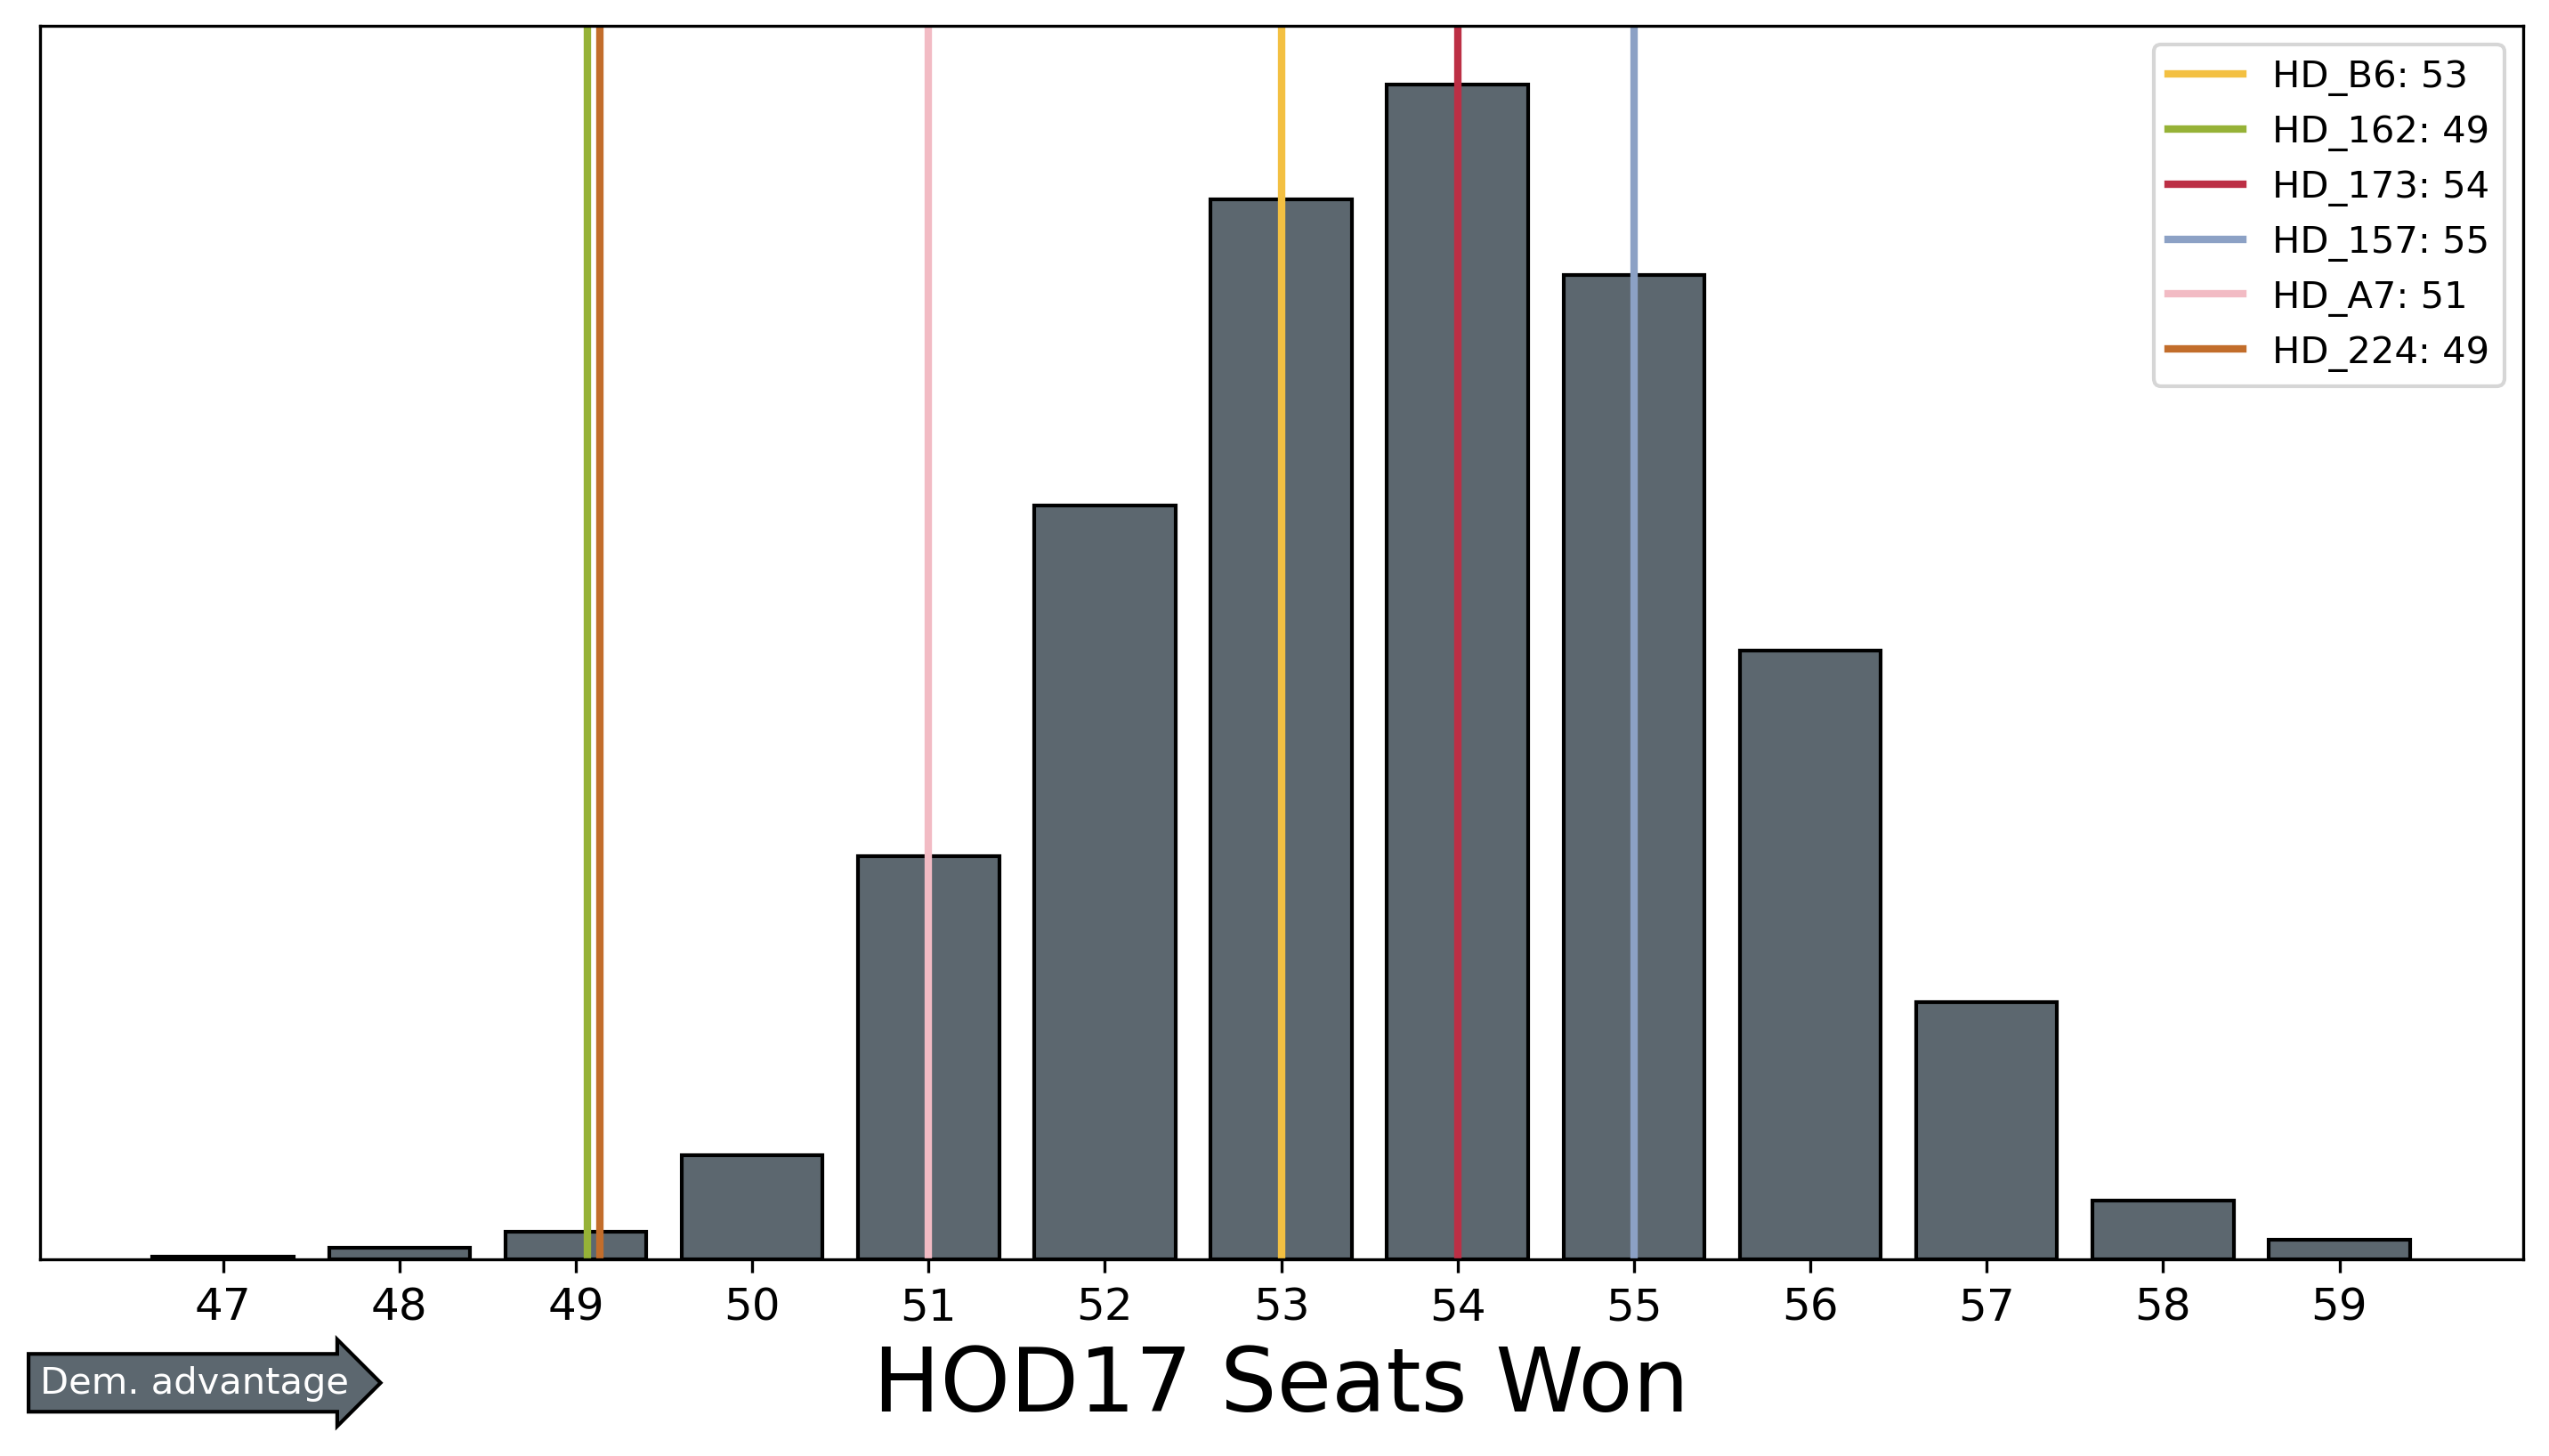 HD_B6: 53
HD_162: 49
HD_173: 54
HD_157: 55
HD_A7: 51
HD_224: 49
47 48 49 50 51 52 53 54 55 56 57 58 59
Dem. advantage
HOD17 Seats Won